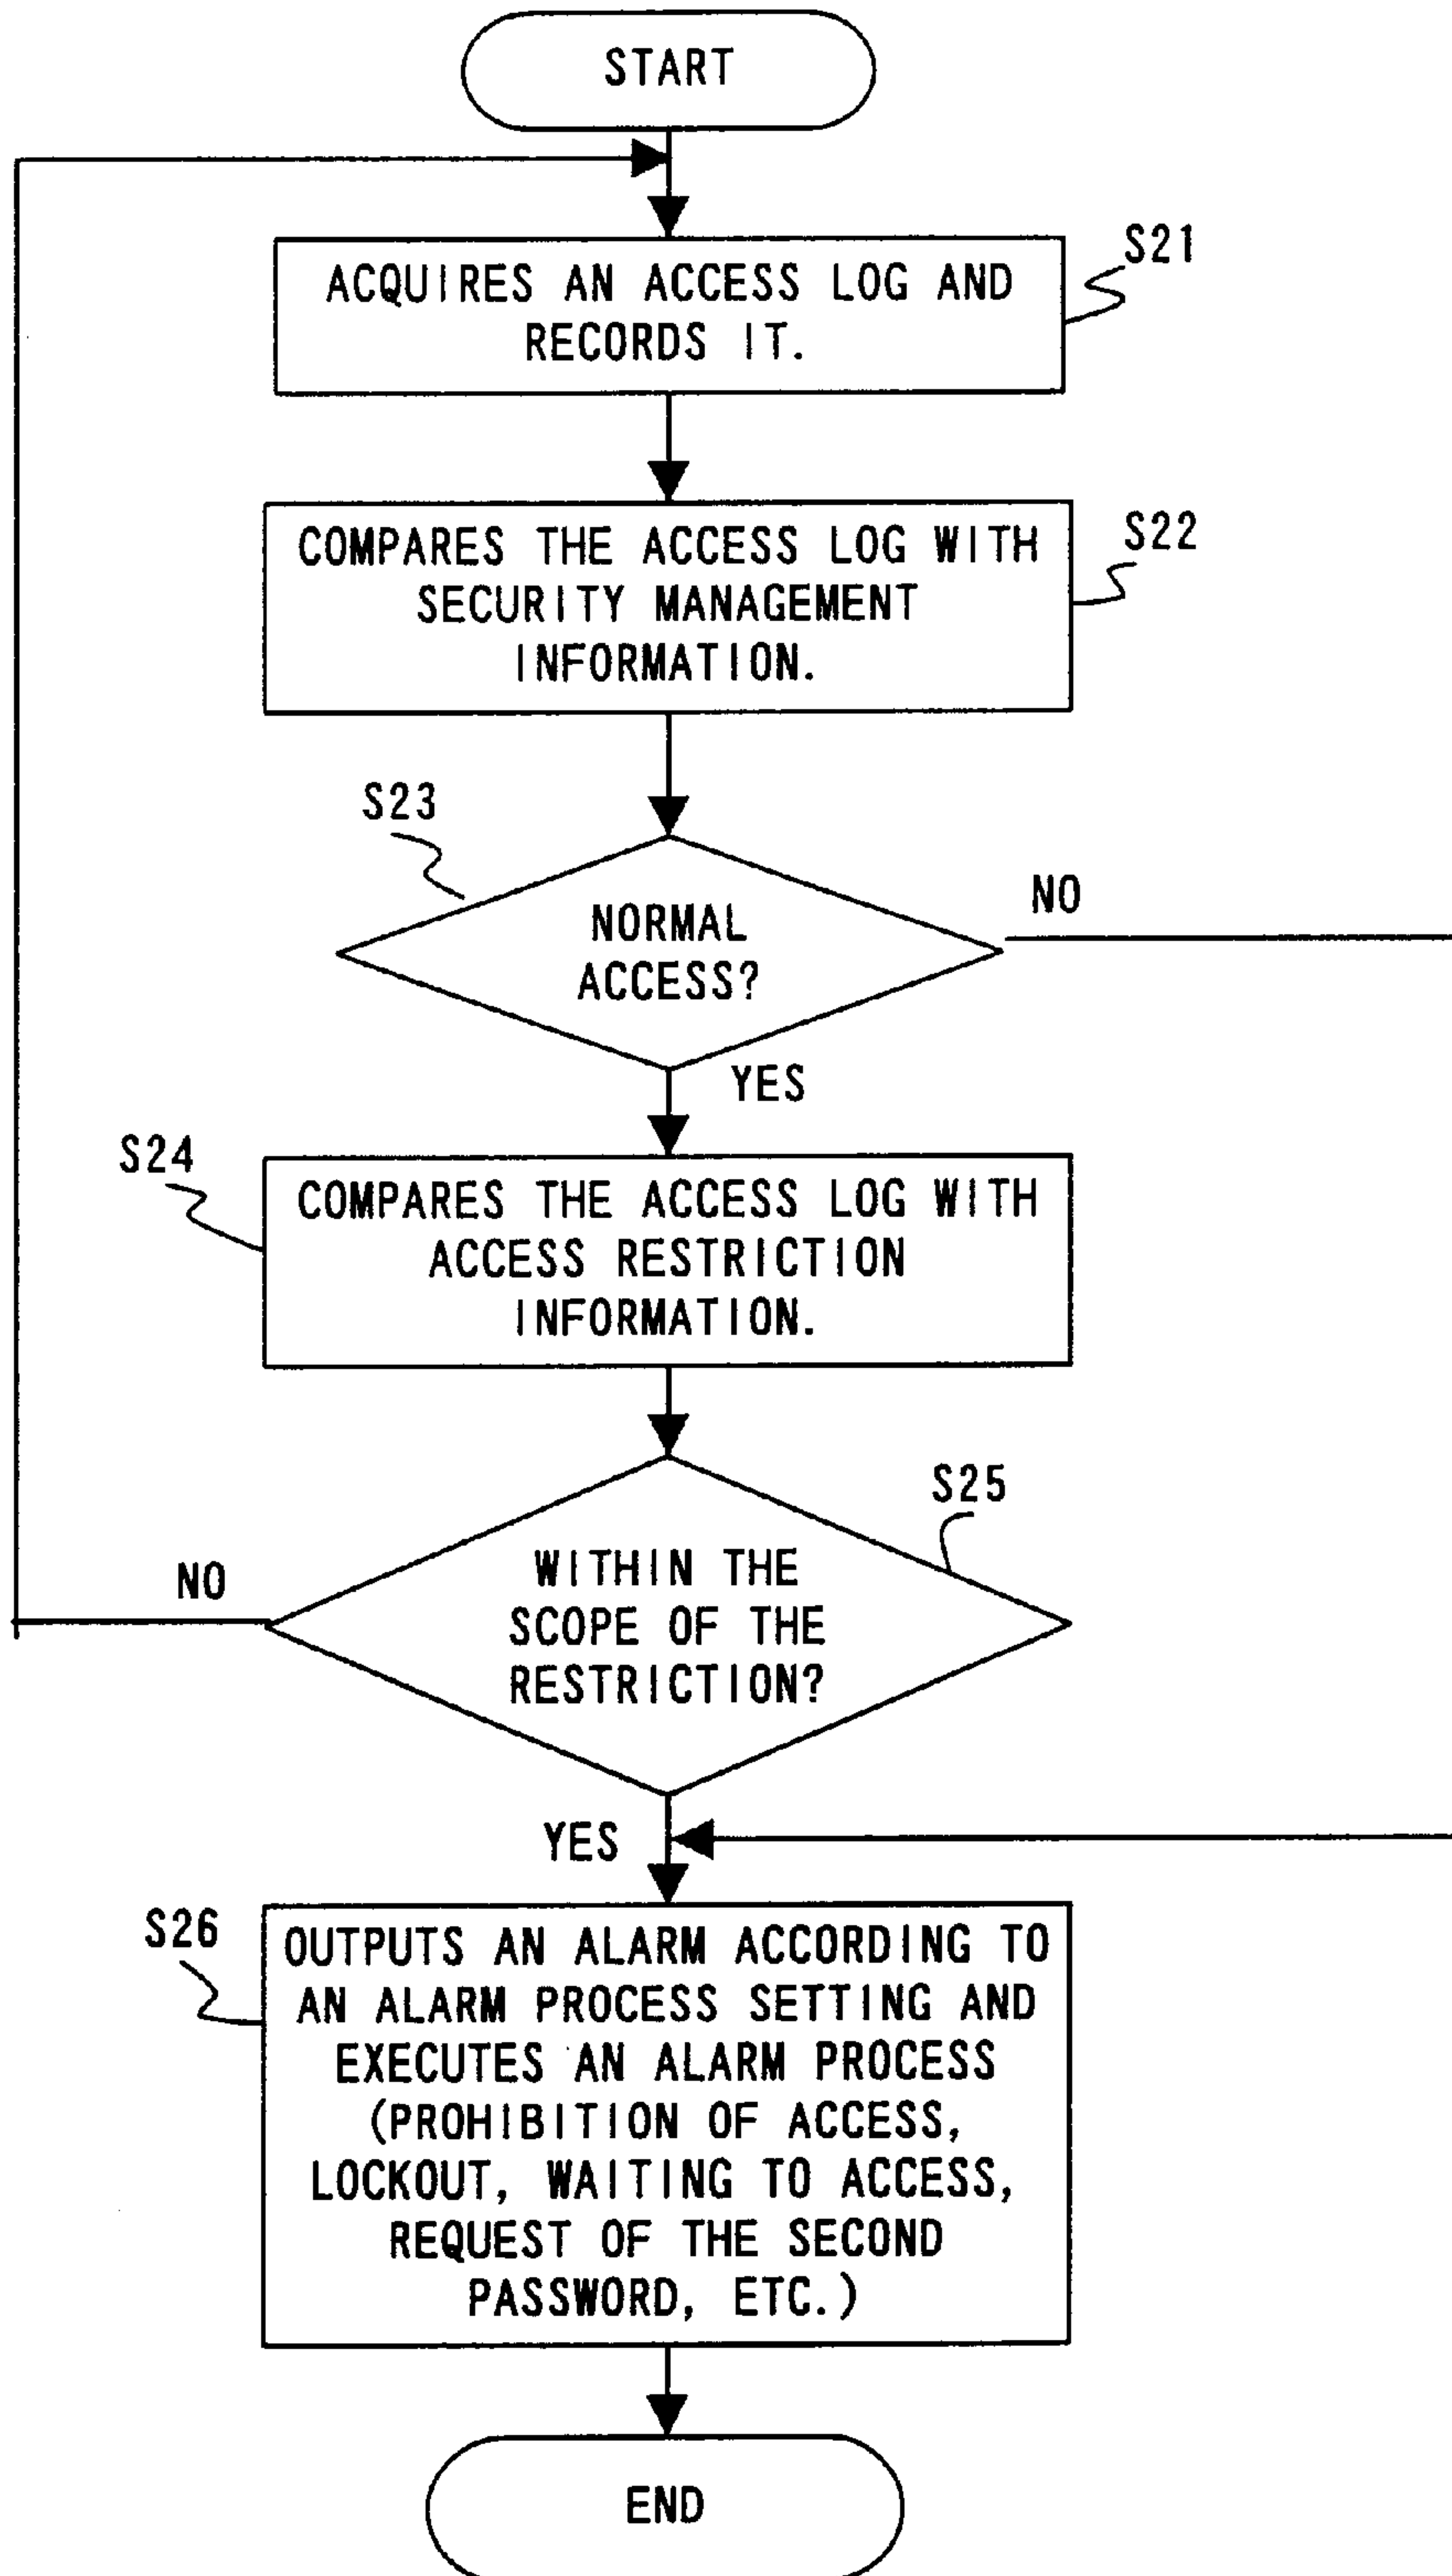 START
S21
ACQUIRES AN ACCESS LOG AND
RECORDS IT.
S22
COMPARES THE ACCESS LOG WITH
SECURITY MANAGEMENT
INFORMATION.
S23
NORMAL
ACCESS?
NO
YES
S24
COMPARES THE ACCESS LOG WITH
ACCESS RESTRICTION
INFORMATION.
S25
WITHIN THE
SCOPE OF THE
RESTRICTION?
NO
YES
S26
OUTPUTS AN ALARM ACCORDING TO
AN ALARM PROCESS SETTING AND
EXECUTES AN ALARM PROCESS
(PROHIBITION OF ACCESS,
LOCKOUT, WAITING TO ACCESS,
REQUEST OF THE SECOND
PASSWORD, ETC.)
END